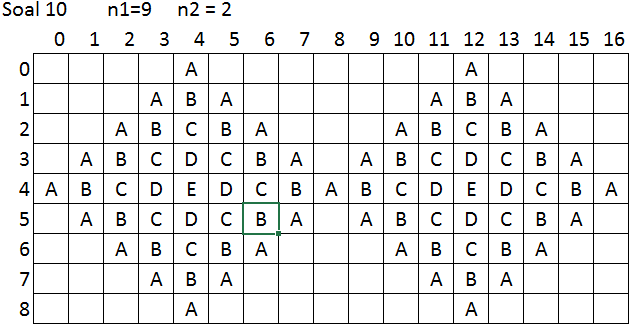 Soal 10 n1=9 n2 = 2
0 1 2 3 4 5 6 7 8 9 10 11 12 13 14 15 16
0 A A
1 A B A A B A
2 A B C B A A B C B A
3 A B C D C B A A B C D C B A
4 A B C D E D C B A B C D E D C B A
5 A B C D C B A A B C D C B A
6 A B C B A A B C B A
7 A B A A B A
8 A A